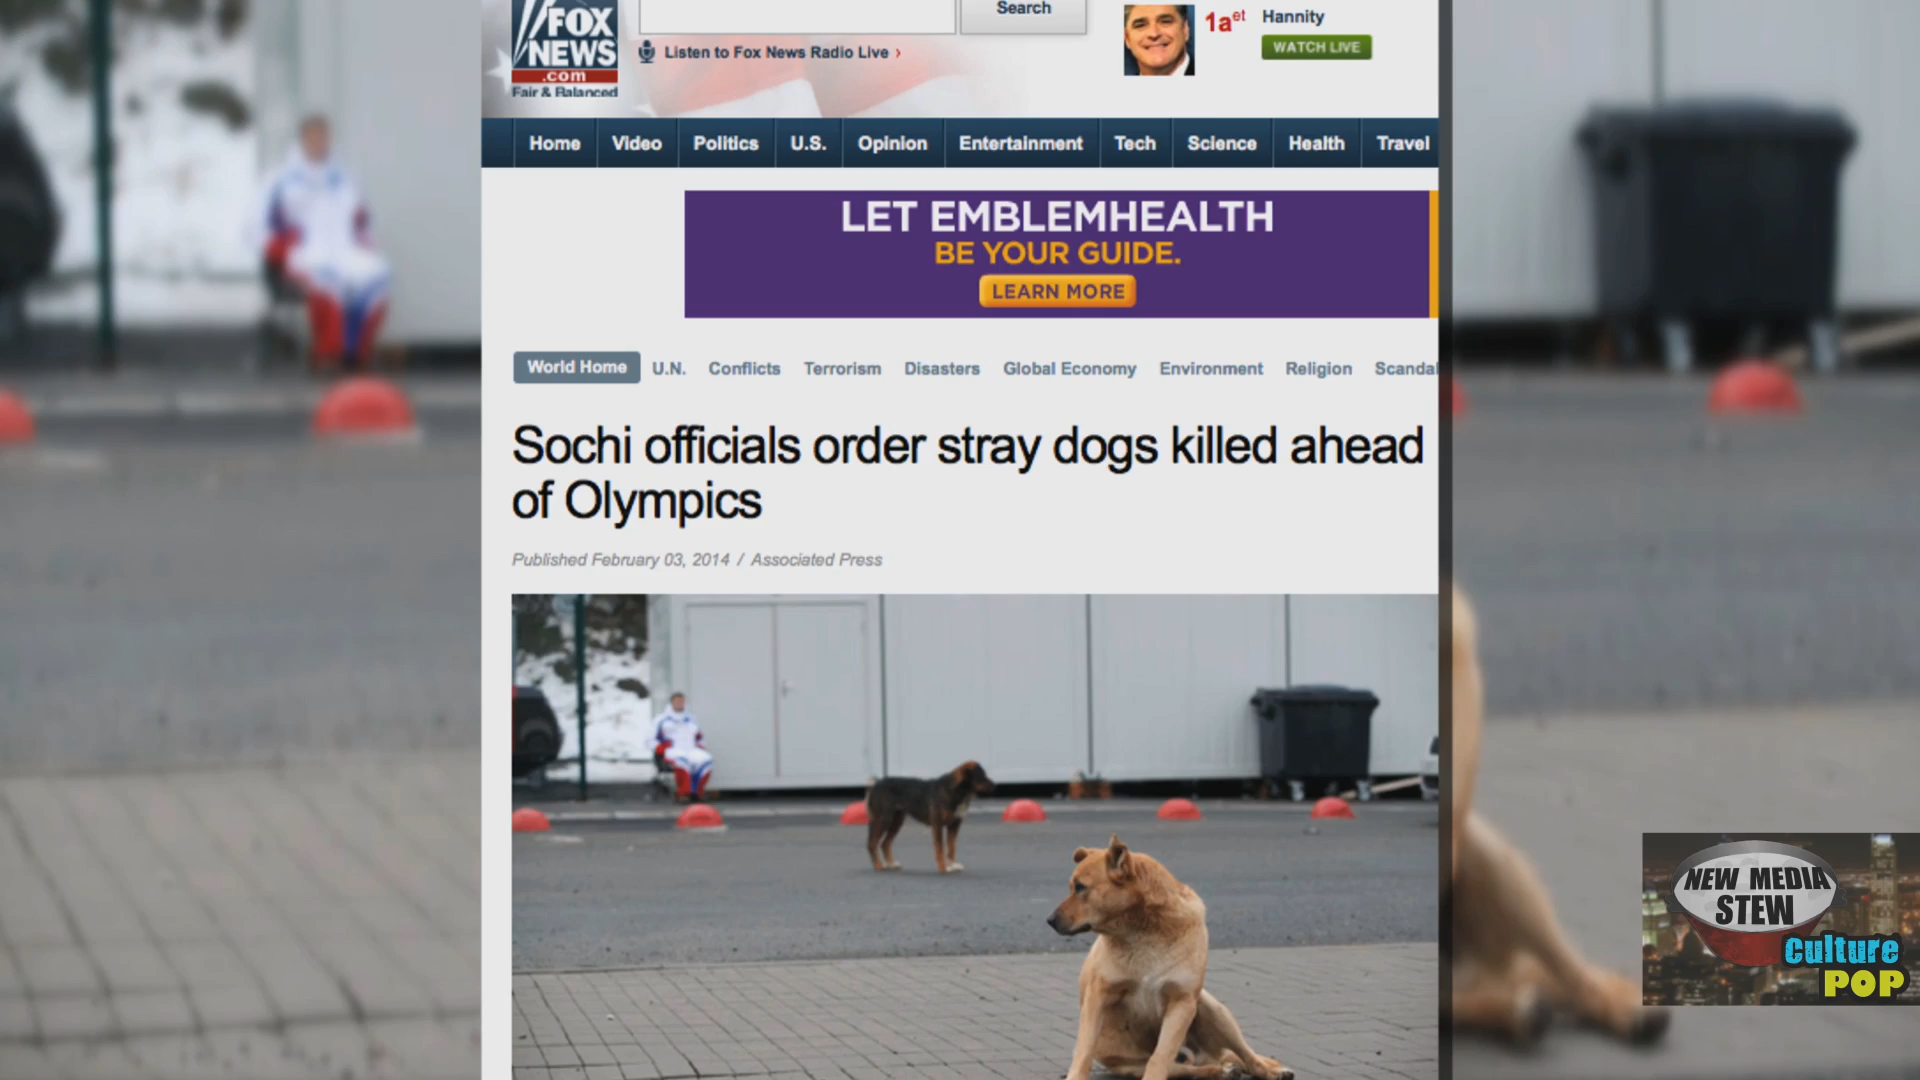 FOX
NEWS
.com
Fair & Balanced
Search
Listen to Fox News Radio Live ›
1a et
Hannity
WATCH LIVE
Home Video Politics U.S. Opinion Entertainment Tech Science Health Travel
LET EMBLEMHEALTH
BE YOUR GUIDE.
LEARN MORE
World Home U.N. Conflicts Terrorism Disasters Global Economy Environment Religion Scandal
Sochi officials order stray dogs killed ahead
of Olympics
Published February 03, 2014 / Associated Press
NEW MEDIA
STEW
Culture
POP